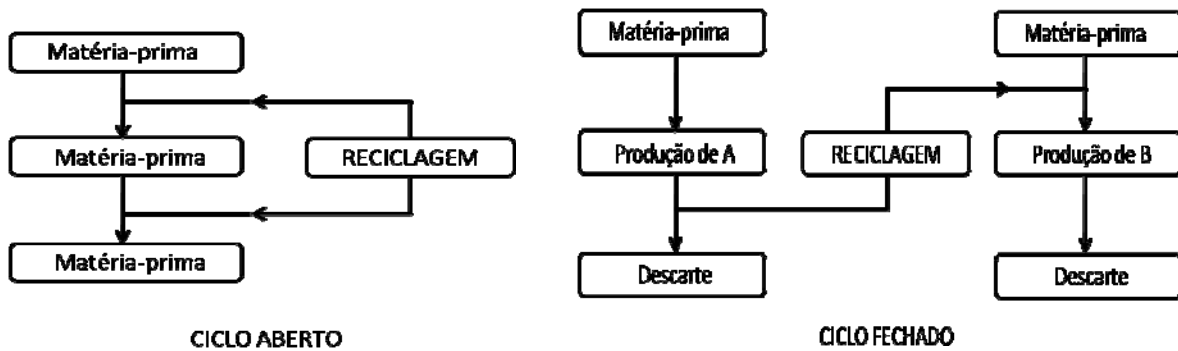 Matéria-prima
Matéria-prima
RECICLAGEM
Matéria-prima
CICLO ABERTO
Matéria-prima
Matéria-prima
Produção de A
RECICLAGEM
Produção de B
Descarte
Descarte
CICLO FECHADO